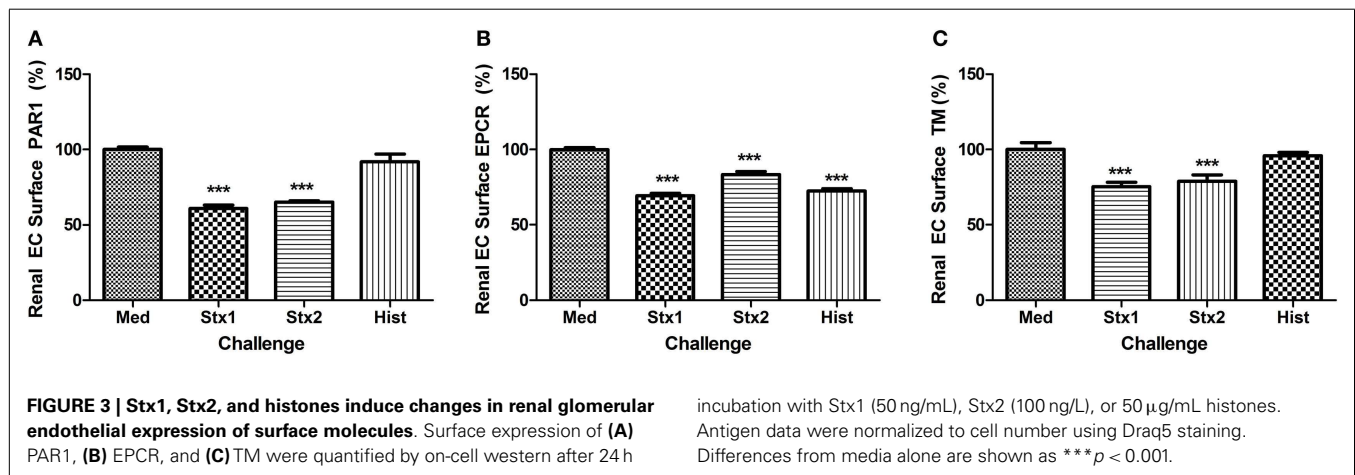 A
B
C
Renal EC Surface PAR1 (%)
150
100
50
0
***
***
Med
Stx1
Stx2
Hist
Challenge
Renal EC Surface EPCR (%)
150
100
50
0
***
***
***
Med
Stx1
Stx2
Hist
Challenge
Renal EC Surface TM (%)
150
100
50
0
***
***
Med
Stx1
Stx2
Hist
Challenge
FIGURE 3 | Stx1, Stx2, and histones induce changes in renal glomerular
endothelial expression of surface molecules. Surface expression of (A)
PAR1, (B) EPCR, and (C) TM were quantified by on-cell western after 24 h
incubation with Stx1 (50 ng/mL), Stx2 (100 ng/L), or 50 μg/mL histones.
Antigen data were normalized to cell number using Draq5 staining.
Differences from media alone are shown as ***p < 0.001.